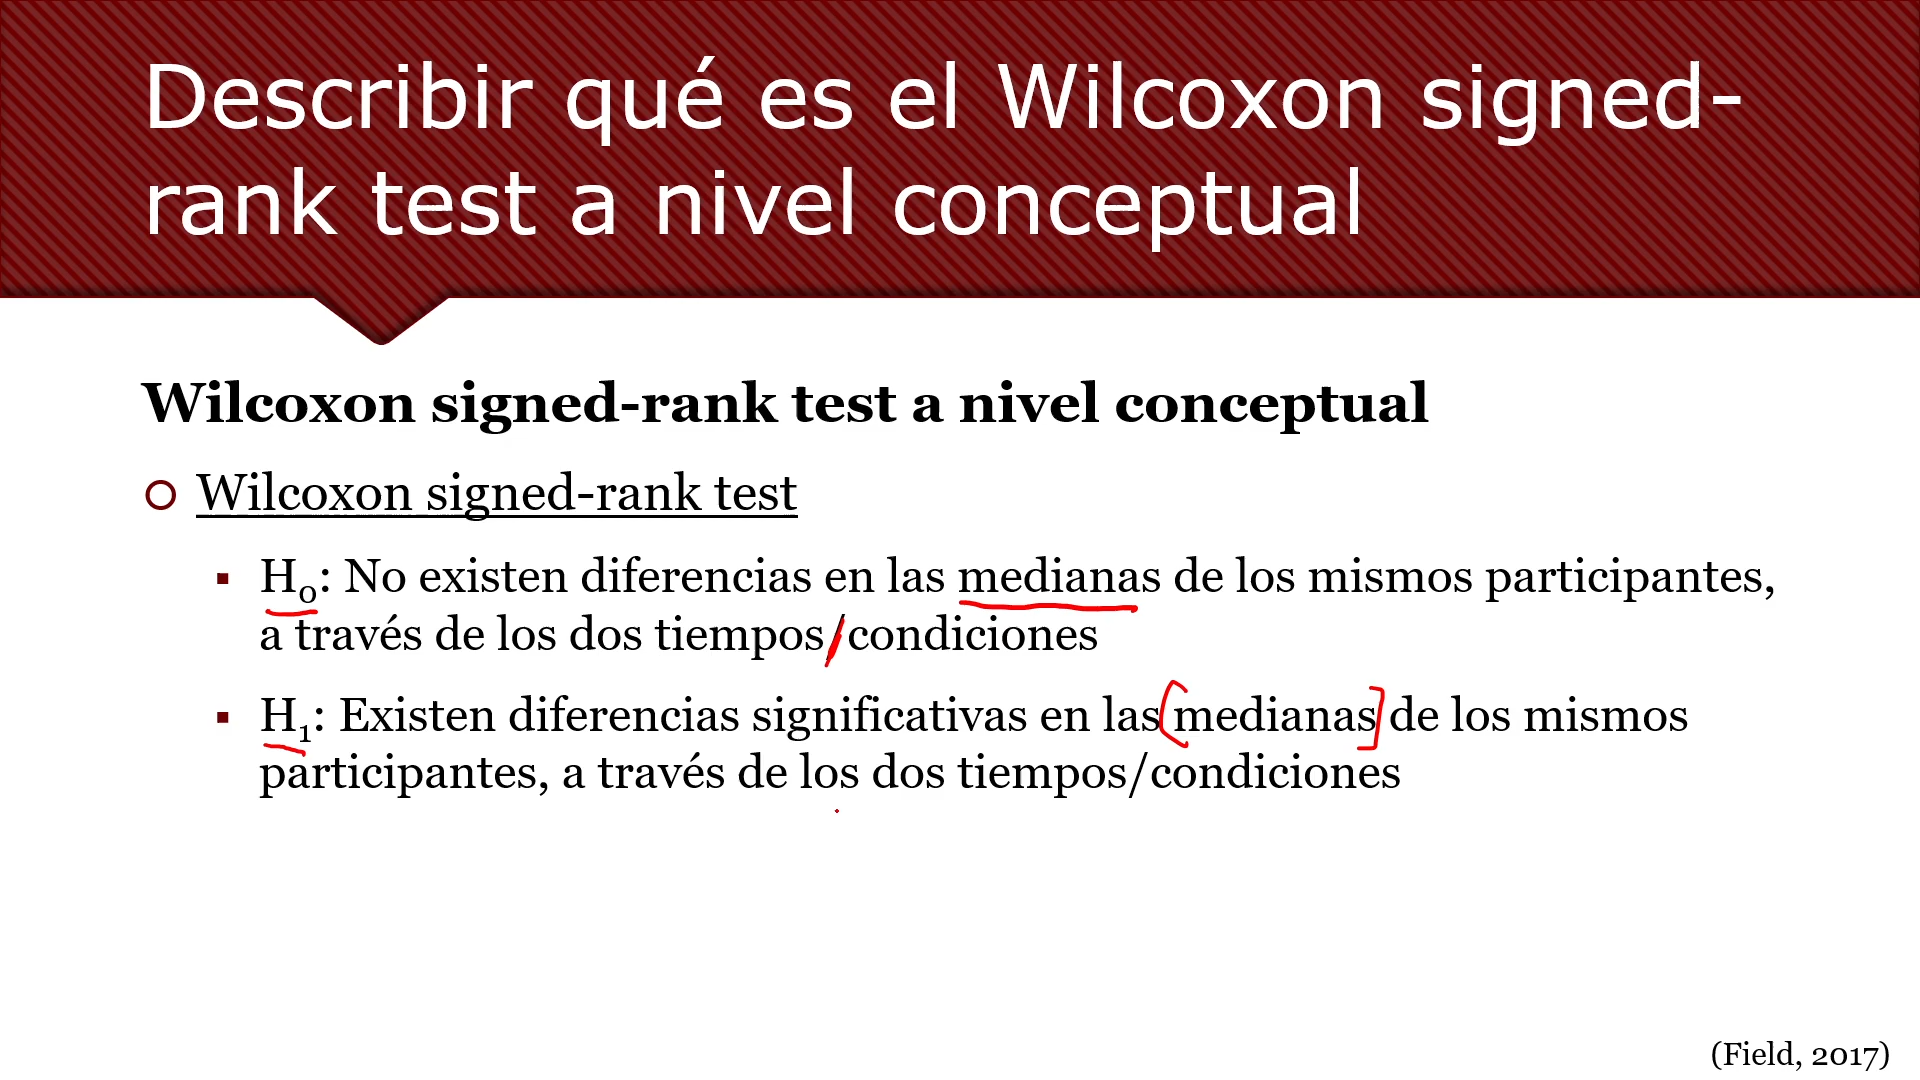 Describir qué es el Wilcoxon signed-
rank test a nivel conceptual
Wilcoxon signed-rank test a nivel conceptual
Wilcoxon signed-rank test
H₀: No existen diferencias en las medianas de los mismos participantes,
a través de los dos tiempos/condiciones
H₁: Existen diferencias significativas en las medianas de los mismos
participantes, a través de los dos tiempos/condiciones
(Field, 2017)